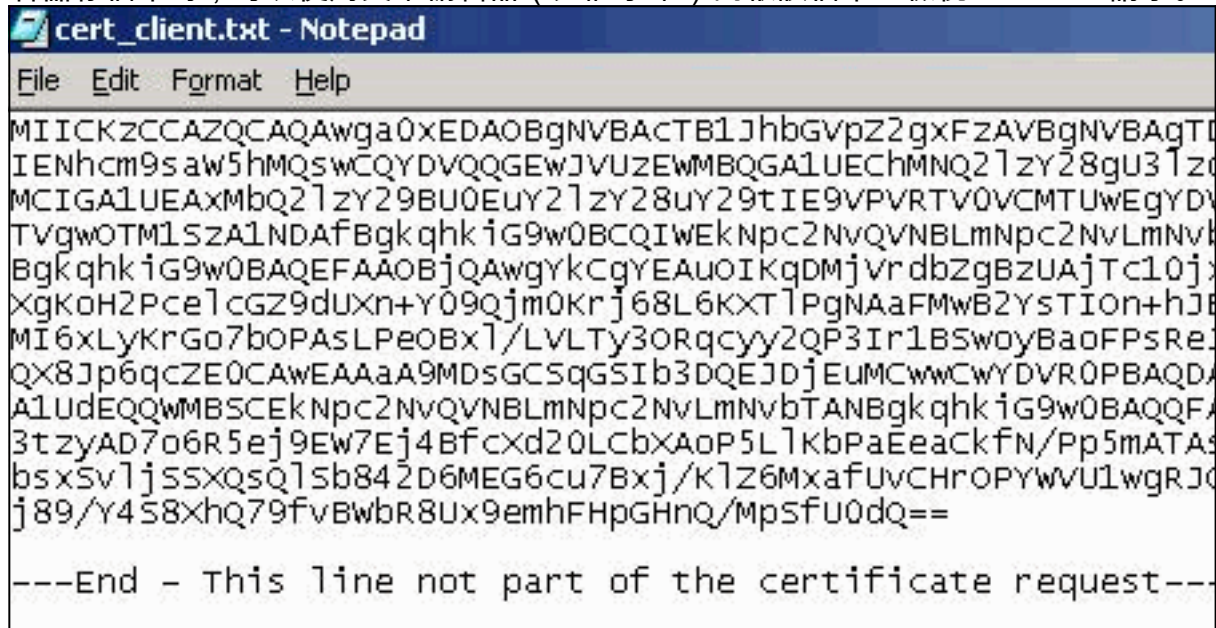 cert_client.txt - Notepad
File Edit Format Help
MIICKzCCAZQCAQAwga0xEDAOBgNVBAcTB1JhbGVpZ2gxFzAVBgNVBAgT
IENhcm9saW5hMQswCQYDVQQGEwJVUzEWMBQGA1UEChMNQ2lzY28gU3lz
MCIGA1UEAxMbQ2lzY29BU0EuY2lzY28uY29tIE9VPVRTV0VCMTUwEgYD
TVgwOTM1SzA1NDAfBgkqhkiG9w0BCQIWEkNpc2NvQVNBLmNpc2NvLmNv
BgkqhkiG9w0BAQEFAAOBjQAwgYkCgYEAuOIKqDMjVrdbZgBzUAjTc10j
XgKoH2PcelcGZ9dUXn+Y09Qjm0Krj68L6KXTlPgNAaFMwB2YsTIOn+hJ
MI6xLyKrGo7bOPAsLPeOBxl/LVLTy3ORqcyy2QP3Ir1BSwoyBaoFPsRe
QX8Jp6qcZE0CAwEAAaA9MDsGCSqGSIb3DQEJDjEuMCwwCwYDVR0PBAQD
A1UdEQQWMBSCEkNpc2NvQVNBLmNpc2NvLmNvbTANBgkqhkiG9w0BAQQF
3tzyAD7o6R5ej9EW7Ej4BfcXd20LCbXAoP5LlKbPaEeaCkfN/Pp5mATA
bsxSvljSSXQsQlSb842D6MEG6cu7Bxj/KlZ6MxafUvCHrOPYWVU1wgRJ
j89/Y4S8XhQ79fvBWbR8Ux9emhFHpGHnQ/MpSfU0dQ==
---End - This line not part of the certificate request---